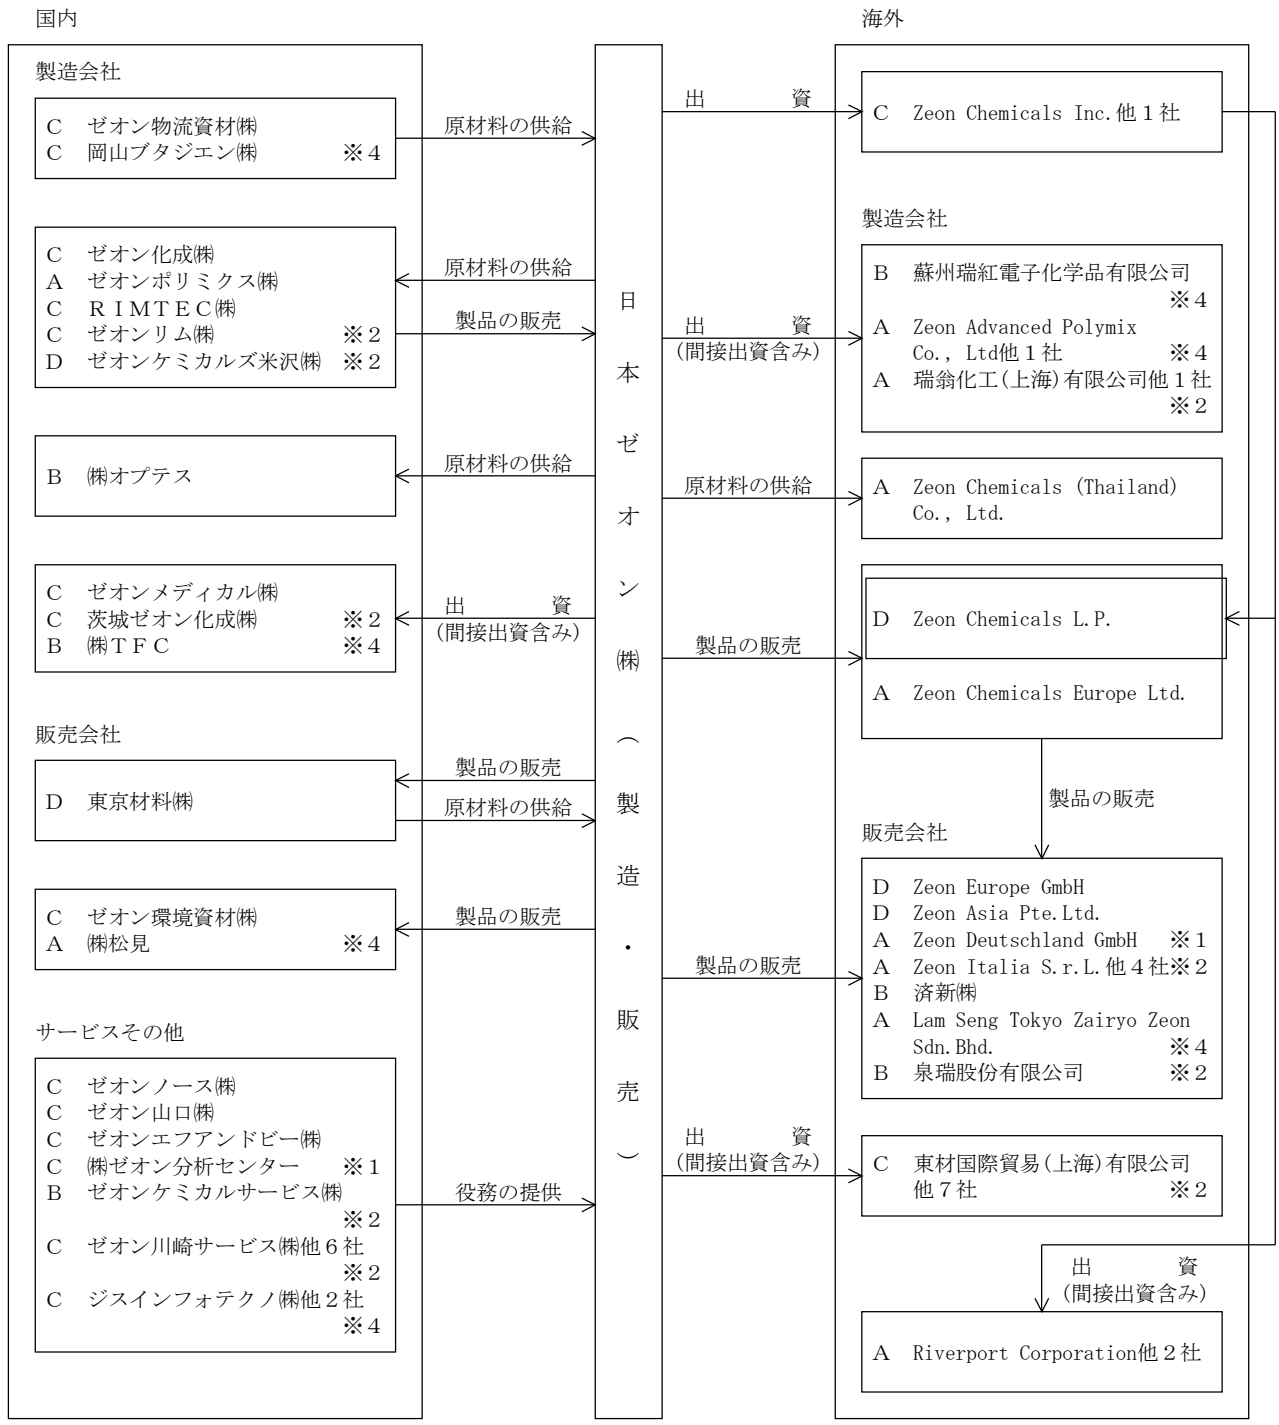 国内
製造会社
C ゼオン物流資材㈱
C 岡山ブタジエン㈱ ※4
原材料の供給
C ゼオン化成㈱
A ゼオンポリミクス㈱
C ＲＩＭＴＥＣ㈱
C ゼオンリム㈱ ※2
D ゼオンケミカルズ米沢㈱ ※2
原材料の供給
製品の販売
B ㈱オプテス
原材料の供給
C ゼオンメディカル㈱
C 茨城ゼオン化成㈱ ※2
B ㈱ＴＦＣ ※4
出資
(間接出資含み)
販売会社
D 東京材料㈱
製品の販売
原材料の供給
C ゼオン環境資材㈱
A ㈱松見 ※4
製品の販売
サービスその他
C ゼオンノース㈱
C ゼオン山口㈱
C ゼオンエフアンドビー㈱
C ㈱ゼオン分析センター ※1
B ゼオンケミカルサービス㈱
※2
C ゼオン川崎サービス㈱他６社
※2
C ジスインフォテクノ㈱他２社
※4
役務の提供
日本ゼオン㈱（製造・販売）
海外
出資
C Zeon Chemicals Inc.他１社
製造会社
出資
(間接出資含み)
B 蘇州瑞紅電子化学品有限公司
※4
A Zeon Advanced Polymix
Co., Ltd他１社 ※4
A 瑞翁化工(上海)有限公司他１社
※2
原材料の供給
A Zeon Chemicals (Thailand)
Co., Ltd.
製品の販売
D Zeon Chemicals L.P.
A Zeon Chemicals Europe Ltd.
製品の販売
販売会社
製品の販売
D Zeon Europe GmbH
D Zeon Asia Pte.Ltd.
A Zeon Deutschland GmbH ※1
A Zeon Italia S.r.L.他４社※2
B 済新㈱
A Lam Seng Tokyo Zairyo Zeon
Sdn.Bhd. ※4
B 泉瑞股份有限公司 ※2
出資
(間接出資含み)
C 東材国際貿易(上海)有限公司
他７社 ※2
出資
(間接出資含み)
A Riverport Corporation他２社